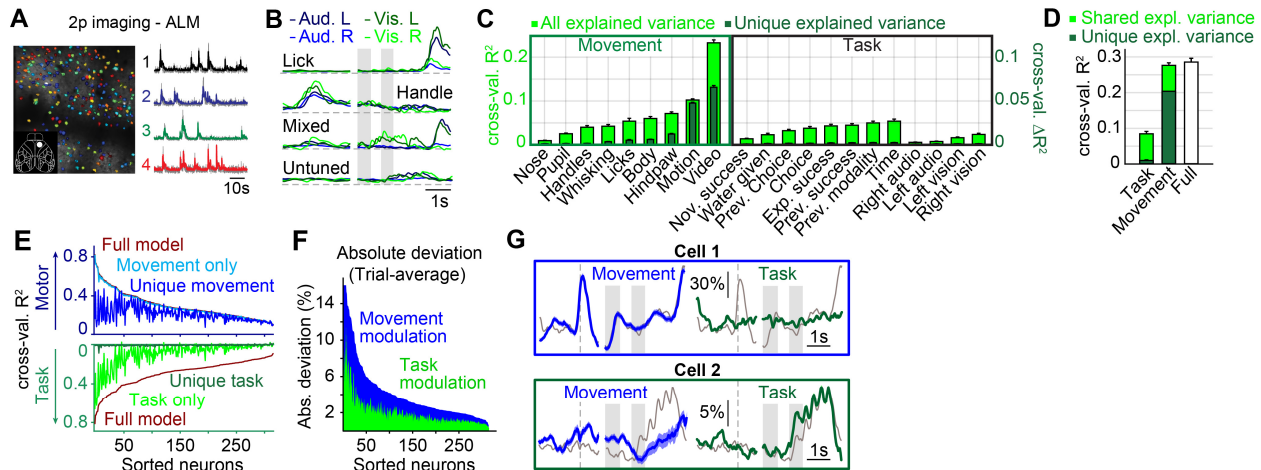 A
2p imaging - ALM
1
2
3
4
10s
B
-Aud. L -Vis. L
-Aud. R -Vis. R
Lick
Handle
Mixed
Untuned
1s
C
All explained variance Unique explained variance
Movement
Task
cross-val. R²
0.2
0.1
0
0.1
0.05
0
cross-val. ΔR²
Nose
Pupil
Handles
Whisking
Licks
Body
Hindpaw
Motion
Video
Nov. success
Water given
Prev. Choice
Choice
Exp. sucess
Prev. success
Prev. modality
Time
Right audio
Left audio
Left vision
Right vision
D
Shared expl. variance
Unique expl. variance
cross-val. R²
0.3
0.2
0.1
0
Task
Movement
Full
E
cross-val. R²
Motor
Task
0.8
0.4
0
0
0.4
0.8
Full model
Movement only
Unique movement
Unique task
Task only
Full model
50 150 250
Sorted neurons
F
Absolute deviation
(Trial-average)
Abs. deviation (%)
14
10
6
2
Movement
modulation
Task
modulation
50 150 250
Sorted neurons
G
Cell 1
Movement
30%
Task
1s
Cell 2
Movement
5%
Task
1s